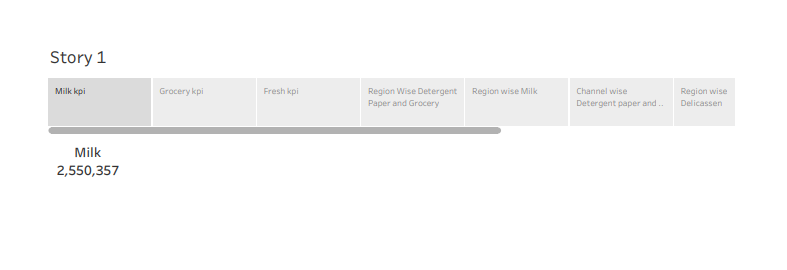 Story 1
Milk kpi
Grocery kpi
Fresh kpi
Region Wise Detergent
Paper and Grocery
Region wise Milk
Channel wise
Detergent paper and ..
Region wise
Delicassen
Milk
2,550,357